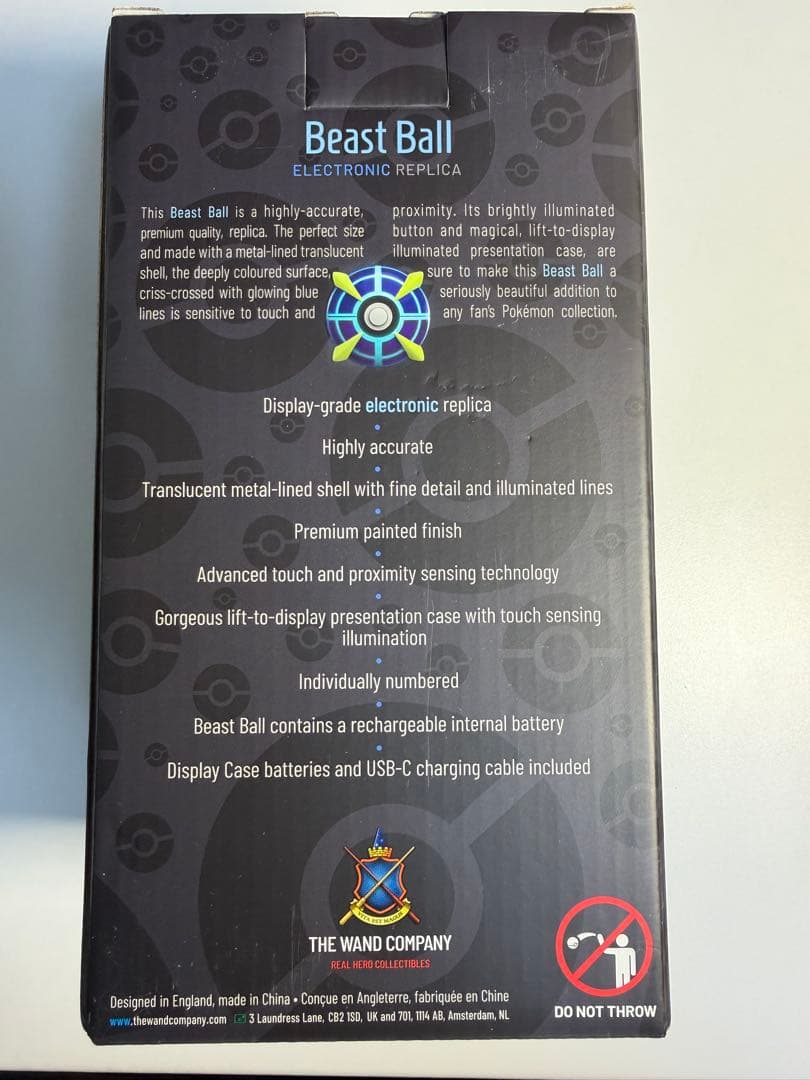 Beast Ball
ELECTRONIC REPLICA
This Beast Ball is a highly-accurate,
premium quality, replica. The perfect size
and made with a metal-lined translucent
shell, the deeply coloured surface,
criss-crossed with glowing blue
lines is sensitive to touch and
proximity. Its brightly illuminated
button and magical, lift-to-display
illuminated presentation case, are
sure to make this Beast Ball a
seriously beautiful addition to
any fan's Pokémon collection.
Display-grade electronic replica
Highly accurate
Translucent metal-lined shell with fine detail and illuminated lines
Premium painted finish
Advanced touch and proximity sensing technology
Gorgeous lift-to-display presentation case with touch sensing
illumination
Individually numbered
Beast Ball contains a rechargeable internal battery
Display Case batteries and USB-C charging cable included
VITA EST MAGICA
THE WAND COMPANY
REAL HERO COLLECTIBLES
Designed in England, made in China • Conçue en Angleterre, fabriquée en Chine
www.thewandcompany.com 3 Laundress Lane, CB2 1SD, UK and 701, 1114 AB, Amsterdam, NL
DO NOT THROW